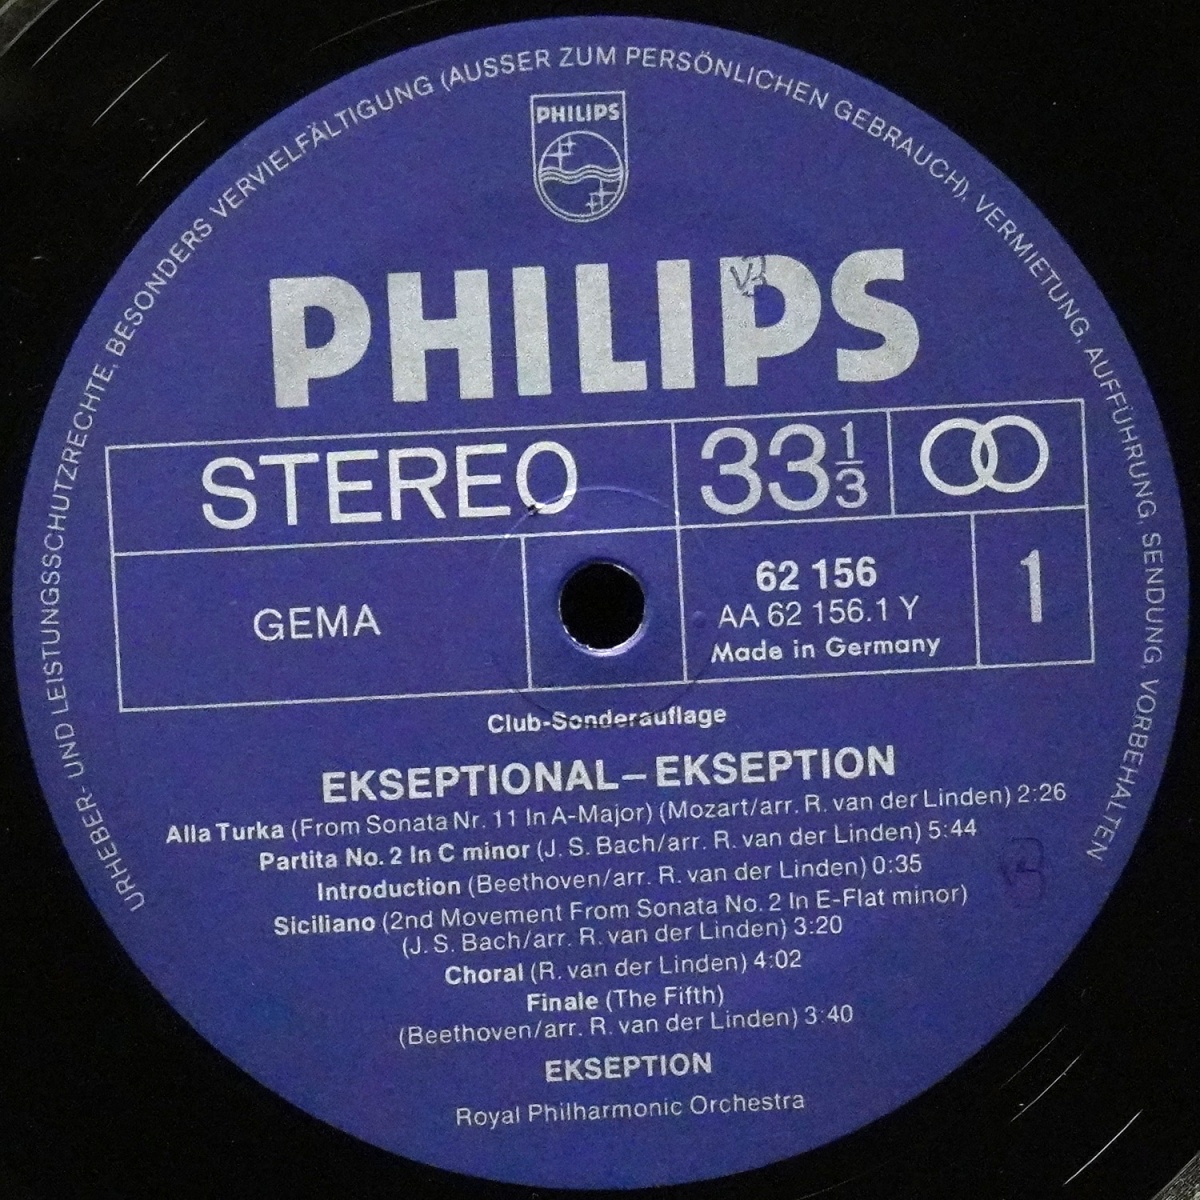 URHEBER- UND LEISTUNGSSCHUTZRECHTE, BESONDERS VERVIELFÄLTIGUNG (AUSSER ZUM PERSÖNLICHEN GEBRAUCH), VERMIETUNG, AUFFÜHRUNG, SENDUNG, VORBEHALTEN
PHILIPS
PHILIPS
STEREO
33 1/3
GEMA
62 156
AA 62 156.1 Y
Made in Germany
1
Club-Sonderauflage
EKSEPTIONAL–EKSEPTION
Alla Turka (From Sonata Nr. 11 In A-Major) (Mozart/arr. R. van der Linden) 2:26
Partita No. 2 In C minor (J. S. Bach/arr. R. van der Linden) 5:44
Introduction (Beethoven/arr. R. van der Linden) 0:35
Siciliano (2nd Movement From Sonata No. 2 In E-Flat minor)
(J. S. Bach/arr. R. van der Linden) 3:20
Choral (R. van der Linden) 4:02
Finale (The Fifth)
(Beethoven/arr. R. van der Linden) 3:40
EKSEPTION
Royal Philharmonic Orchestra